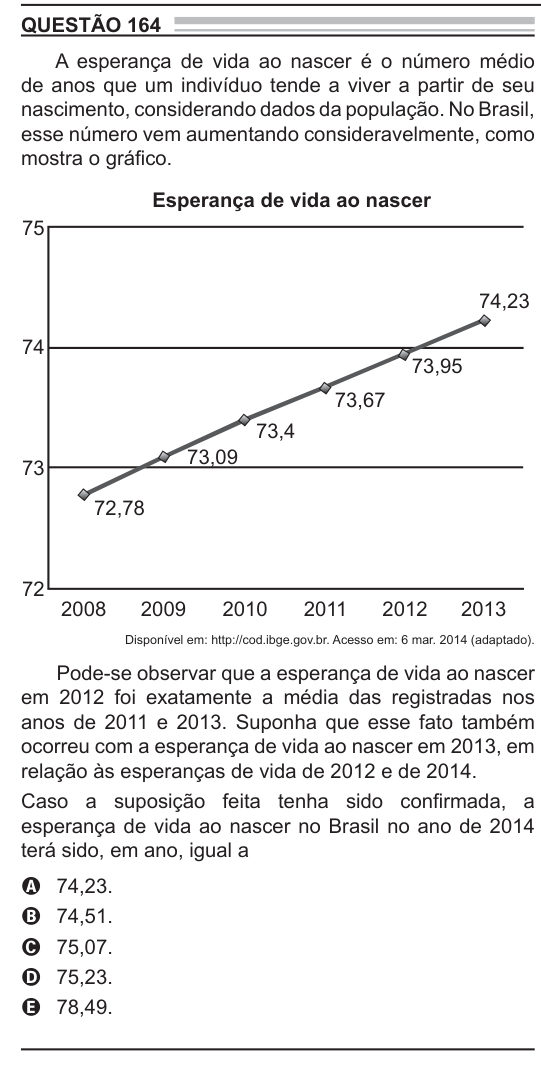 QUESTÃO 164
A esperança de vida ao nascer é o número médio
de anos que um indivíduo tende a viver a partir de seu
nascimento, considerando dados da população. No Brasil,
esse número vem aumentando consideravelmente, como
mostra o gráfico.
Esperança de vida ao nascer
75
74,23
74
73,95
73,67
73,4
73,09
73
72,78
72
2008 2009 2010 2011 2012 2013
Disponível em: http://cod.ibge.gov.br. Acesso em: 6 mar. 2014 (adaptado).
Pode-se observar que a esperança de vida ao nascer
em 2012 foi exatamente a média das registradas nos
anos de 2011 e 2013. Suponha que esse fato também
ocorreu com a esperança de vida ao nascer em 2013, em
relação às esperanças de vida de 2012 e de 2014.
Caso a suposição feita tenha sido confirmada, a
esperança de vida ao nascer no Brasil no ano de 2014
terá sido, em ano, igual a
A 74,23.
B 74,51.
C 75,07.
D 75,23.
E 78,49.